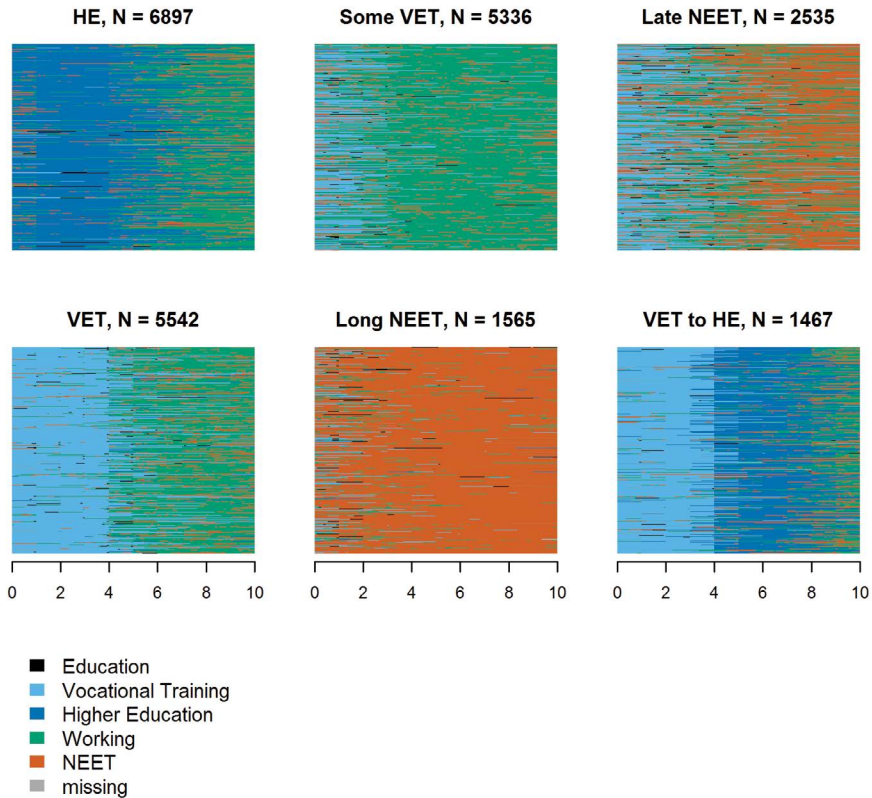 HE, N = 6897
Some VET, N = 5336
Late NEET, N = 2535
VET, N = 5542
Long NEET, N = 1565
VET to HE, N = 1467
0 2 4 6 8 10
0 2 4 6 8 10
0 2 4 6 8 10
Education
Vocational Training
Higher Education
Working
NEET
missing